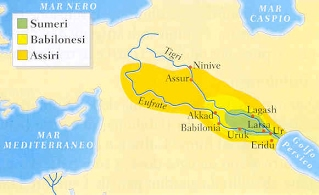 MAR NERO
MAR
CASPIO
Sumeri
Babilonesi
Assiri
Tigri
Ninive
Assur
Eufrate
Akkad
Lagash
Babilonia
Larsa
Ur
Uruk
Eridu
MAR
MEDITERRANEO
Golfo
Persico